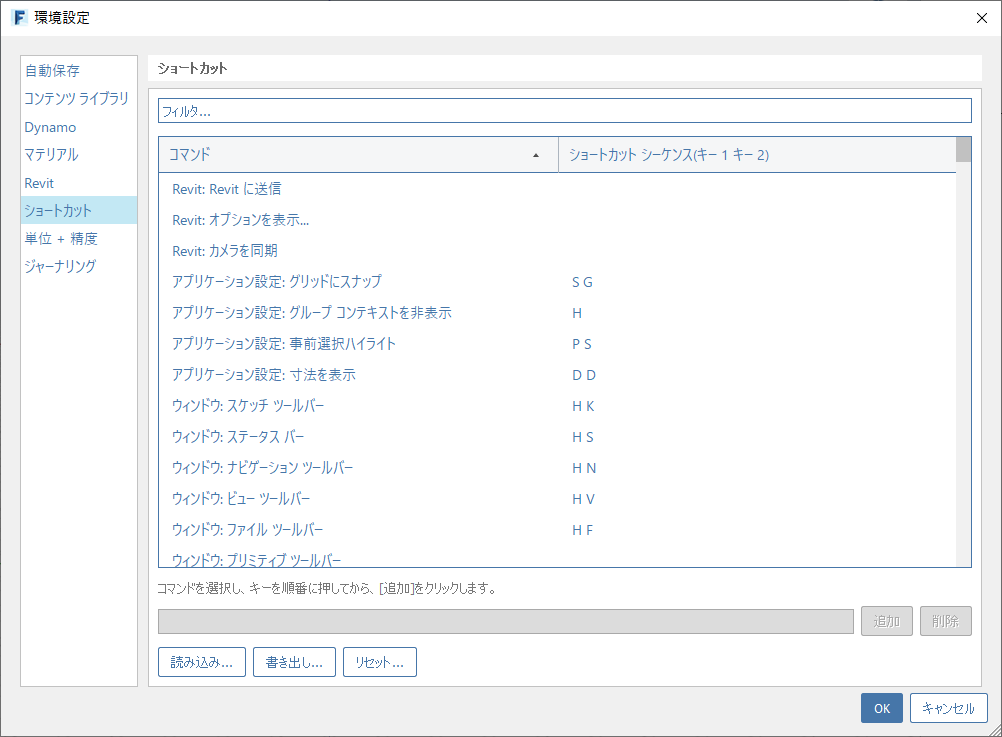 環境設定
自動保存
コンテンツ ライブラリ
Dynamo
マテリアル
Revit
ショートカット
単位 + 精度
ジャーナリング
ショートカット
フィルタ...
コマンド ショートカット シーケンス(キー 1 キー 2)
Revit: Revit に送信
Revit: オプションを表示...
Revit: カメラを同期
アプリケーション設定: グリッドにスナップ S G
アプリケーション設定: グループ コンテキストを非表示 H
アプリケーション設定: 事前選択ハイライト P S
アプリケーション設定: 寸法を表示 D D
ウィンドウ: スケッチ ツールバー H K
ウィンドウ: ステータス バー H S
ウィンドウ: ナビゲーション ツールバー H N
ウィンドウ: ビュー ツールバー H V
ウィンドウ: ファイル ツールバー H F
ウィンドウ: プリミティブ ツールバー
コマンドを選択し、キーを順番に押してから、[追加]をクリックします。
追加 削除
読み込み... 書き出し... リセット...
OK キャンセル